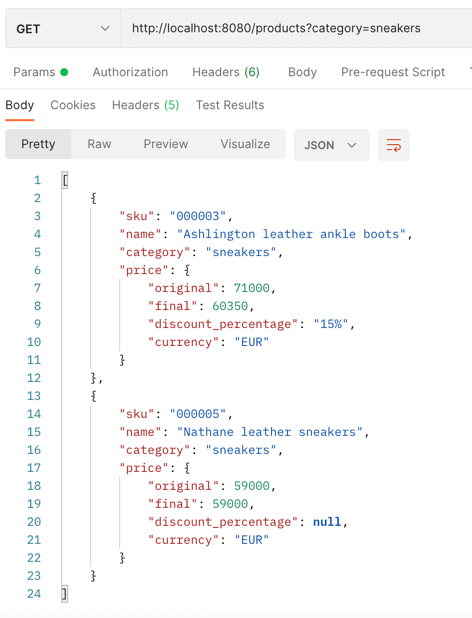 GET http://localhost:8080/products?category=sneakers
Params Authorization Headers (6) Body Pre-request Script
Body Cookies Headers (5) Test Results
Pretty Raw Preview Visualize JSON
1 [
2 {
3 "sku": "000003",
4 "name": "Ashlington leather ankle boots",
5 "category": "sneakers",
6 "price": {
7 "original": 71000,
8 "final": 60350,
9 "discount_percentage": "15%",
10 "currency": "EUR"
11 }
12 },
13 {
14 "sku": "000005",
15 "name": "Nathane leather sneakers",
16 "category": "sneakers",
17 "price": {
18 "original": 59000,
19 "final": 59000,
20 "discount_percentage": null,
21 "currency": "EUR"
22 }
23 }
24 ]